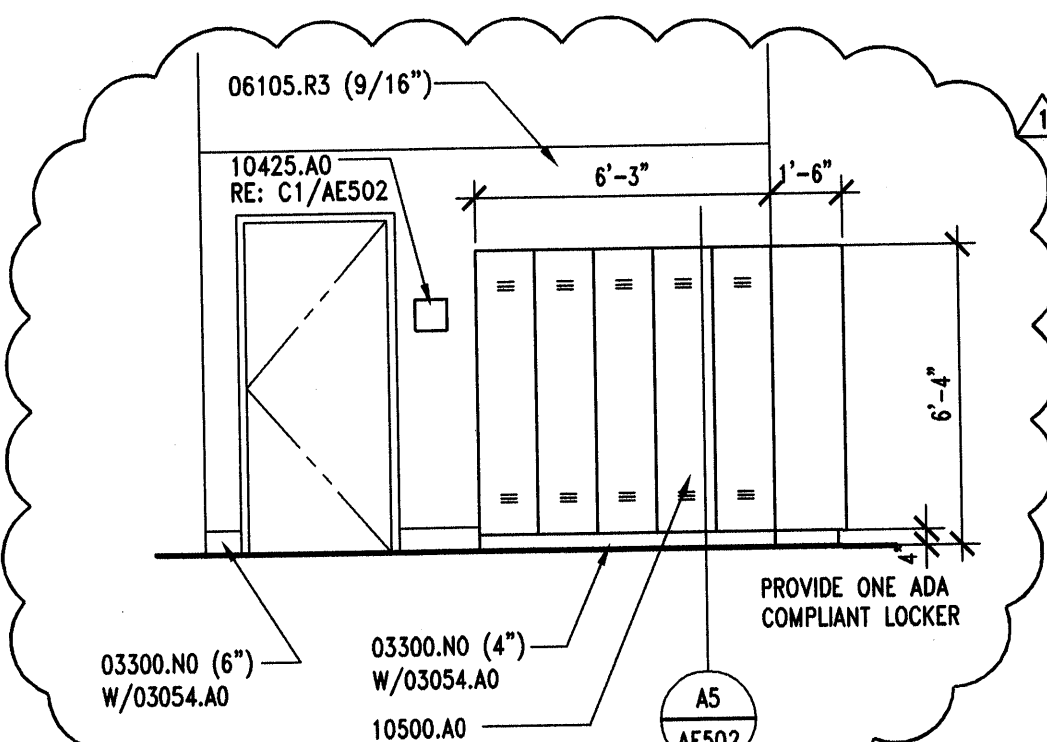 06105.R3 (9/16")
1
10425.A0
RE: C1/AE502
6'-3"
1'-6"
6'-4"
4"
PROVIDE ONE ADA
COMPLIANT LOCKER
03300.N0 (6")
W/03054.A0
03300.N0 (4")
W/03054.A0
10500.A0
A5
AE502